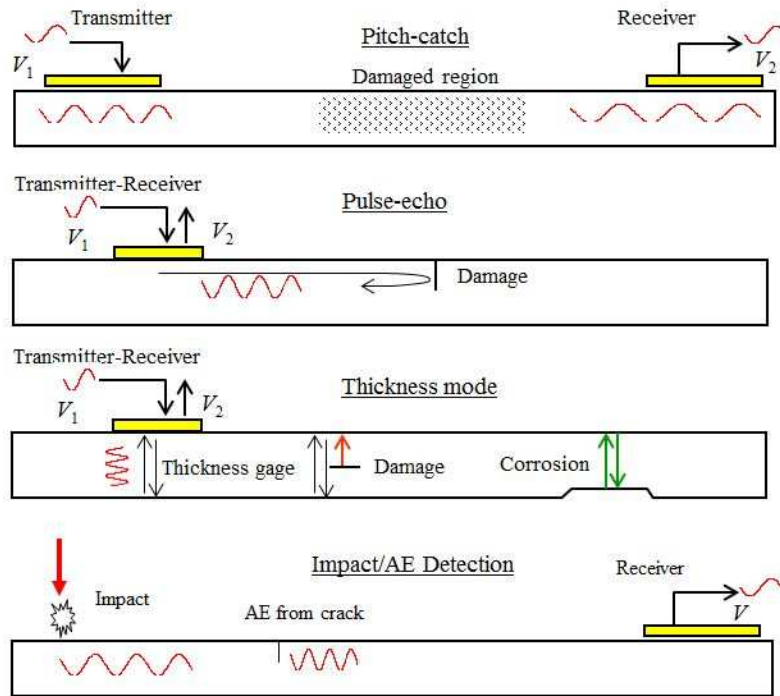 Transmitter
Pitch-catch
Receiver
V1
V2
Damaged region
Transmitter-Receiver
Pulse-echo
V1
V2
Damage
Transmitter-Receiver
Thickness mode
V1
V2
Thickness gage
Damage
Corrosion
Impact/AE Detection
Receiver
Impact
AE from crack
V